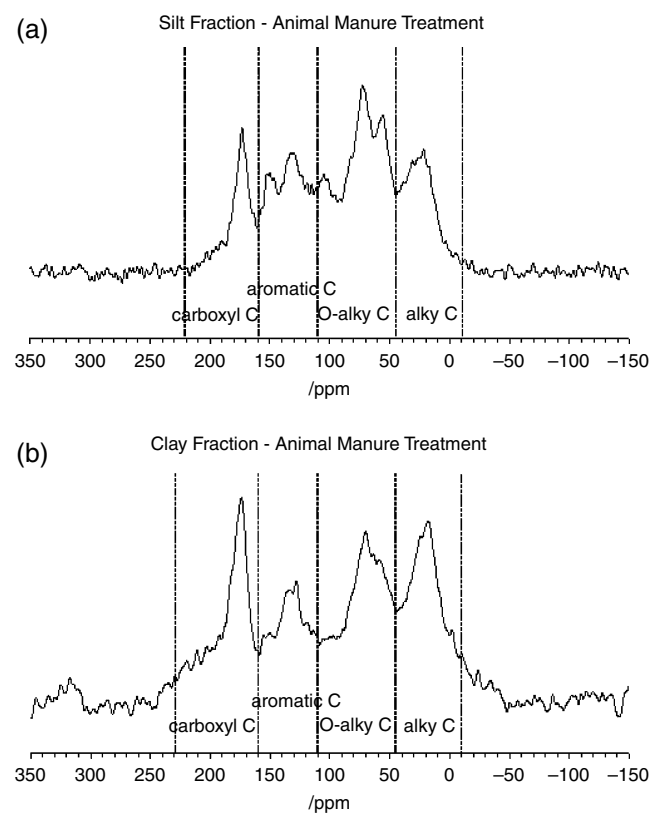 (a)
Silt Fraction - Animal Manure Treatment
aromatic C
carboxyl C O-alky C alky C
350 300 250 200 150 100 50 0 −50 −100 −150
/ppm
(b)
Clay Fraction - Animal Manure Treatment
aromatic C
carboxyl C O-alky C alky C
350 300 250 200 150 100 50 0 −50 −100 −150
/ppm